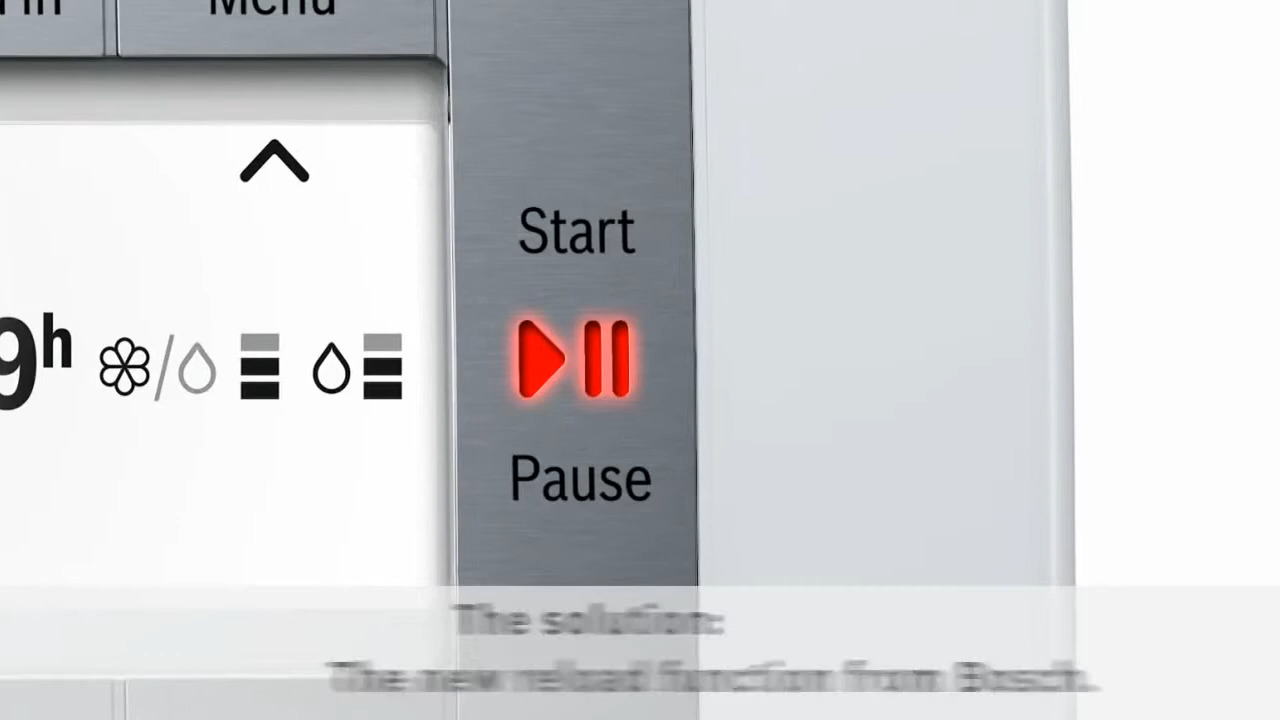 Menu
Start
9h
Pause
The solution:
The new reload function from Bosch.